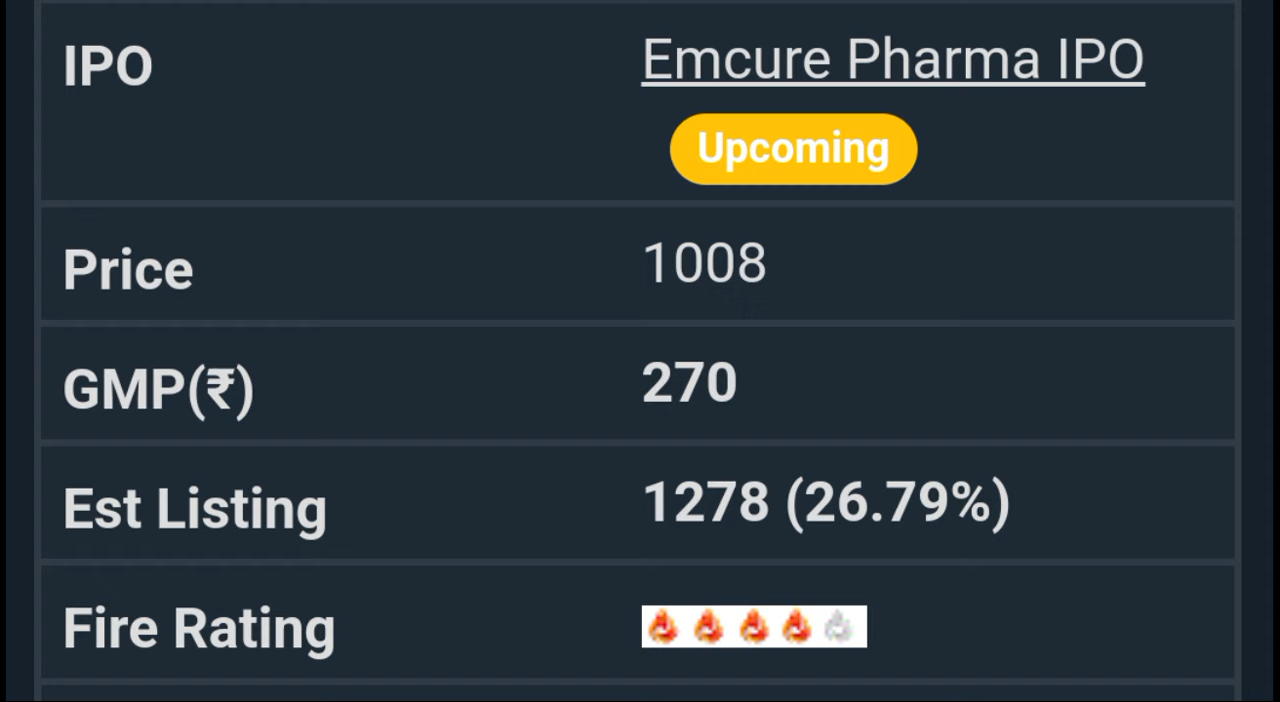 IPO Emcure Pharma IPO
Upcoming
Price 1008
GMP(₹) 270
Est Listing 1278 (26.79%)
Fire Rating